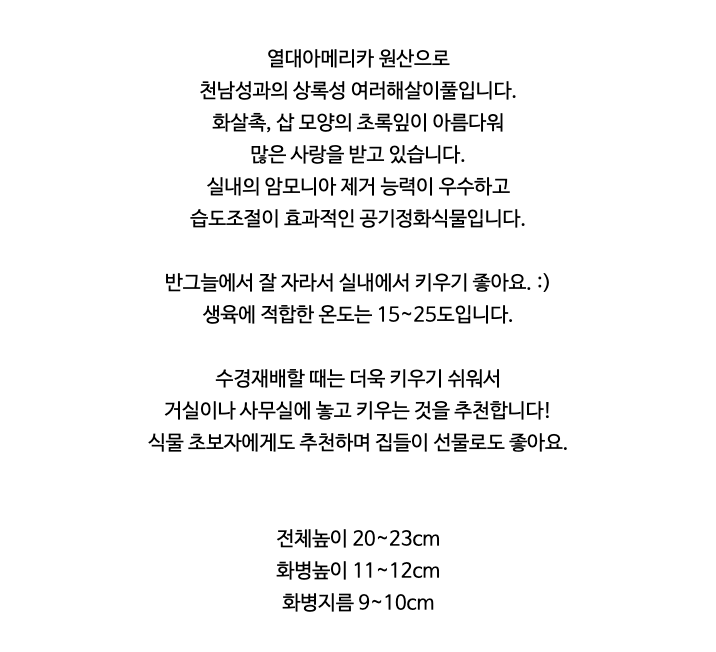 열대아메리카 원산으로
천남성과의 상록성 여러해살이풀입니다.
화살촉, 삽 모양의 초록잎이 아름다워
많은 사랑을 받고 있습니다.
실내의 암모니아 제거 능력이 우수하고
습도조절이 효과적인 공기정화식물입니다.
반그늘에서 잘 자라서 실내에서 키우기 좋아요. :)
생육에 적합한 온도는 15~25도입니다.
수경재배할 때는 더욱 키우기 쉬워서
거실이나 사무실에 놓고 키우는 것을 추천합니다!
식물 초보자에게도 추천하며 집들이 선물로도 좋아요.
전체높이 20~23cm
화병높이 11~12cm
화병지름 9~10cm